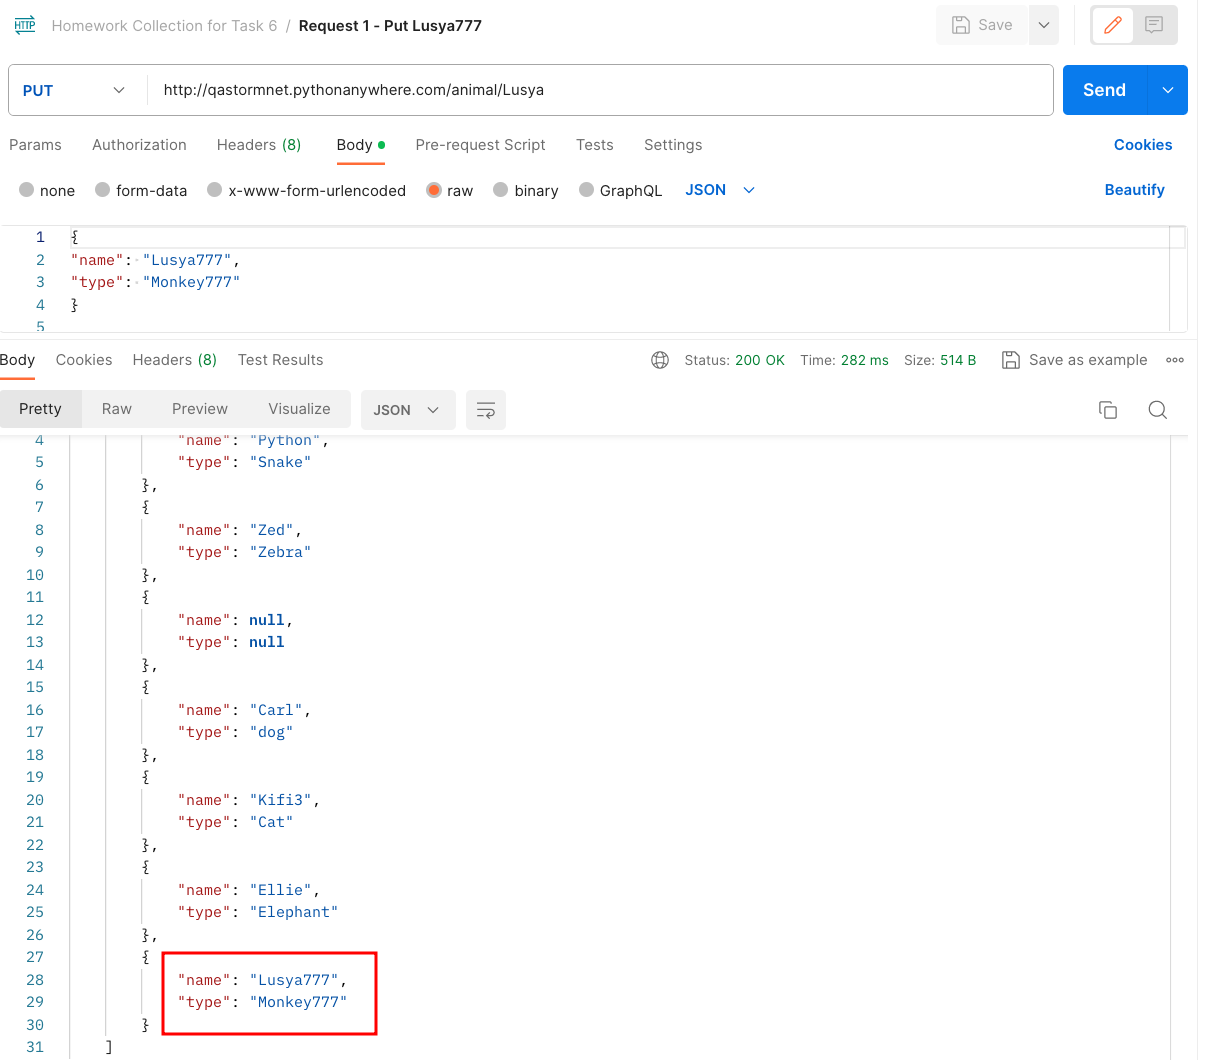 HTTP Homework Collection for Task 6 / Request 1 - Put Lusya777 Save
PUT http://qastormnet.pythonanywhere.com/animal/Lusya Send
Params Authorization Headers (8) Body Pre-request Script Tests Settings Cookies
none form-data x-www-form-urlencoded raw binary GraphQL JSON Beautify
1 {
2 "name": "Lusya777",
3 "type": "Monkey777"
4 }
5
Body Cookies Headers (8) Test Results Status: 200 OK Time: 282 ms Size: 514 B Save as example
Pretty Raw Preview Visualize JSON
4 "name": "Python",
5 "type": "Snake"
6 },
7 {
8 "name": "Zed",
9 "type": "Zebra"
10 },
11 {
12 "name": null,
13 "type": null
14 },
15 {
16 "name": "Carl",
17 "type": "dog"
18 },
19 {
20 "name": "Kifi3",
21 "type": "Cat"
22 },
23 {
24 "name": "Ellie",
25 "type": "Elephant"
26 },
27 {
28 "name": "Lusya777",
29 "type": "Monkey777"
30 }
31 ]